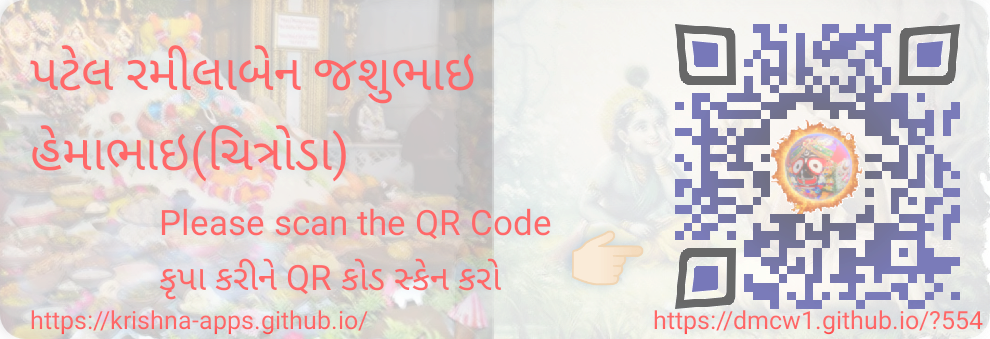 પટેલ રમીલાબેન જશુભાઇ
હેમાભાઇ(ચિત્રોડા)
Please scan the QR Code
કૃપા કરીને QR કોડ સ્કેન કરો
https://krishna-apps.github.io/
https://dmcw1.github.io/?554